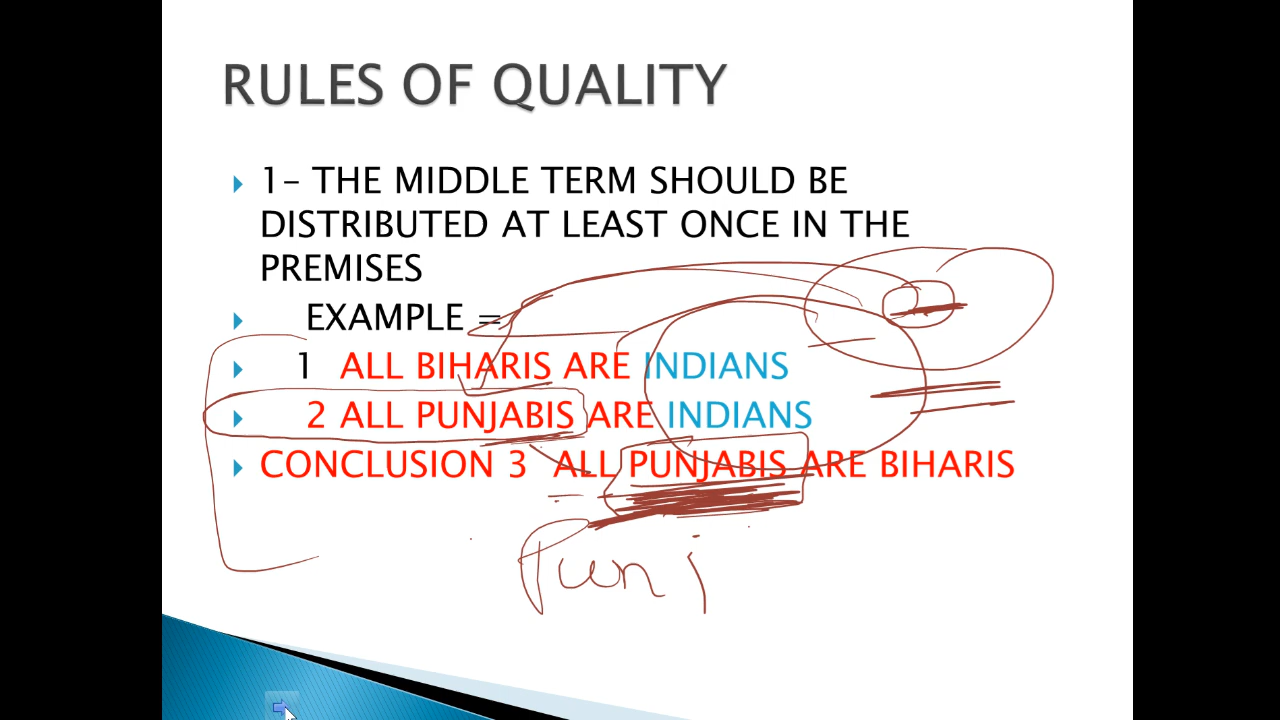 RULES OF QUALITY
1- THE MIDDLE TERM SHOULD BE
DISTRIBUTED AT LEAST ONCE IN THE
PREMISES
EXAMPLE =
1 ALL BIHARIS ARE INDIANS
2 ALL PUNJABIS ARE INDIANS
CONCLUSION 3 ALL PUNJABIS ARE BIHARIS
Punj